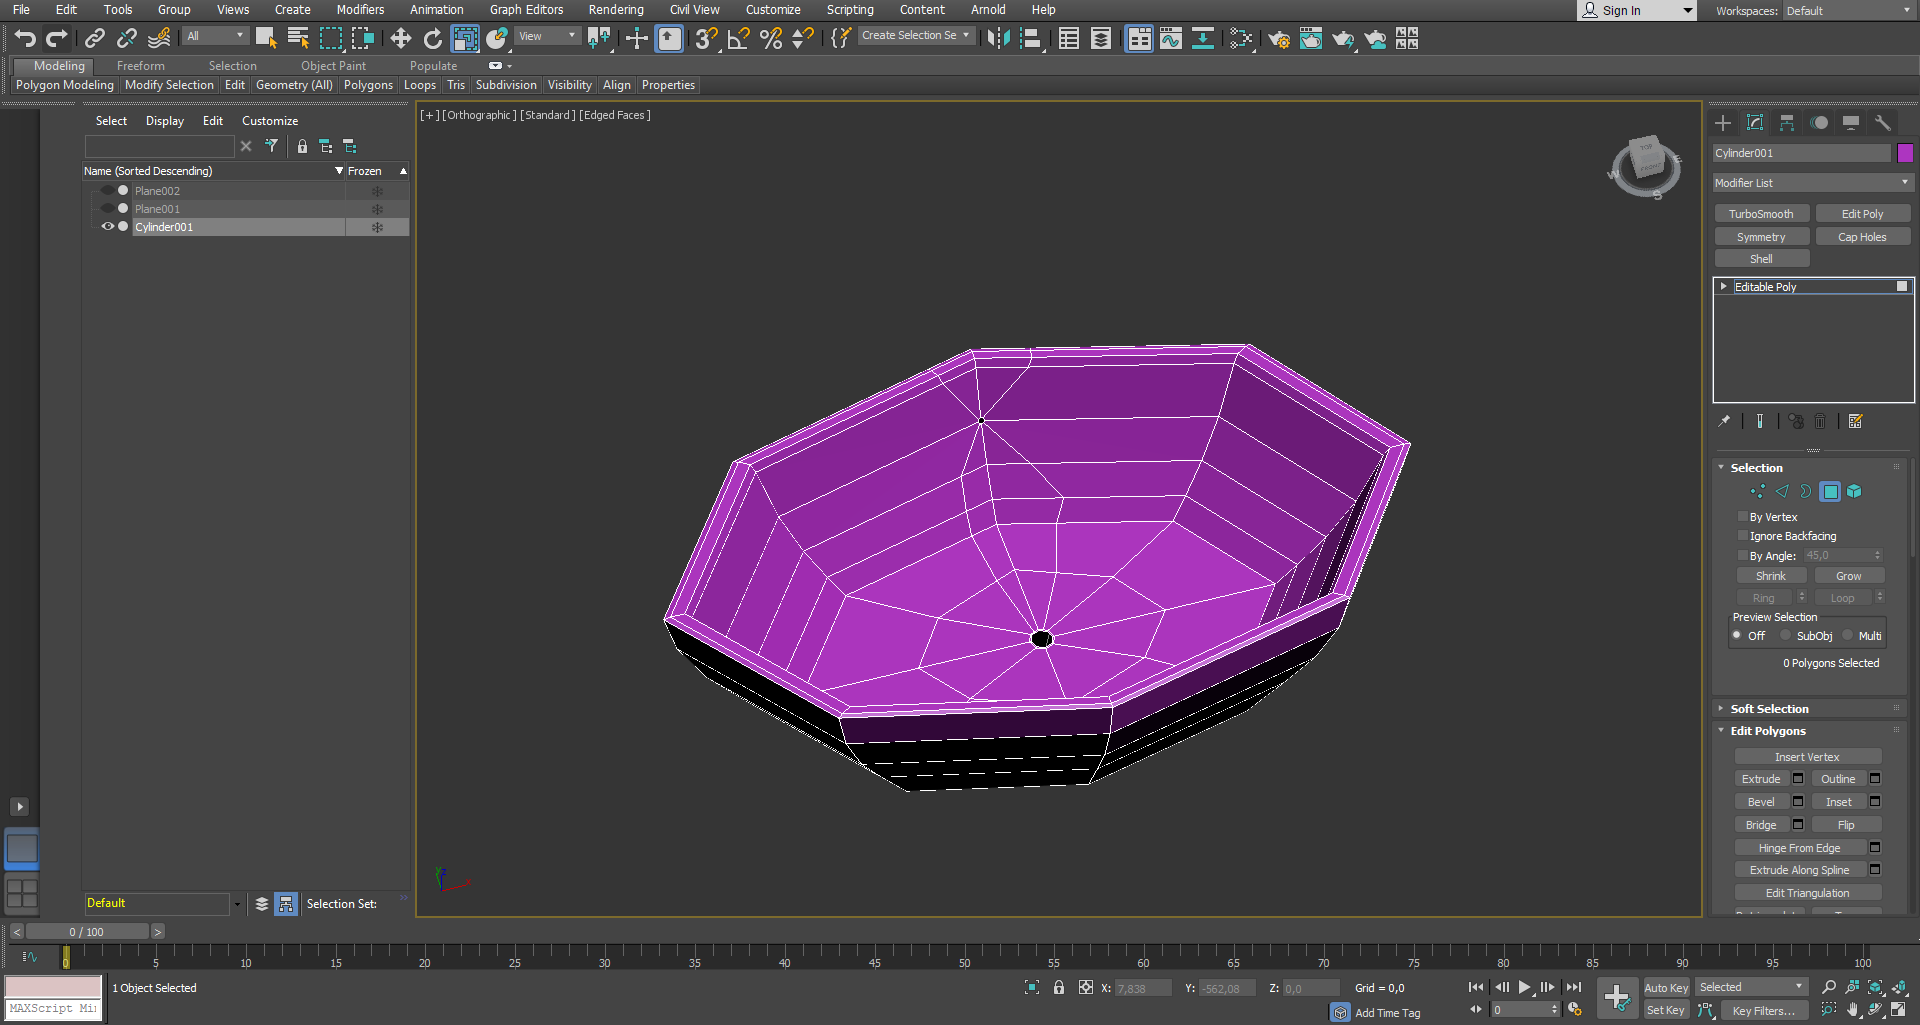 File Edit Tools Group Views Create Modifiers Animation Graph Editors Rendering Civil View Customize Scripting Content Arnold Help Sign In Workspaces: Default
All View Create Selection Se
Modeling Freeform Selection Object Paint Populate
Polygon Modeling Modify Selection Edit Geometry (All) Polygons Loops Tris Subdivision Visibility Align Properties
[+] [Orthographic] [Standard] [Edged Faces]
Select Display Edit Customize
Name (Sorted Descending) Frozen
Plane002
Plane001
Cylinder001
TOP
W
S
Cylinder001
Modifier List
TurboSmooth Edit Poly
Symmetry Cap Holes
Shell
Editable Poly
Selection
By Vertex
Ignore Backfacing
By Angle: 45,0
Shrink Grow
Ring Loop
Preview Selection
Off SubObj Multi
0 Polygons Selected
Soft Selection
Edit Polygons
Insert Vertex
Extrude Outline
Bevel Inset
Bridge Flip
Hinge From Edge
Extrude Along Spline
Edit Triangulation
Default Selection Set:
< 0 / 100 >
0 5 10 15 20 25 30 35 40 45 50 55 60 65 70 75 80 85 90 95 100
1 Object Selected X: 7,838 Y: -562,08 Z: 0,0 Grid = 0,0 Auto Key Selected
MAXScript Mi Add Time Tag 0 Set Key Key Filters...